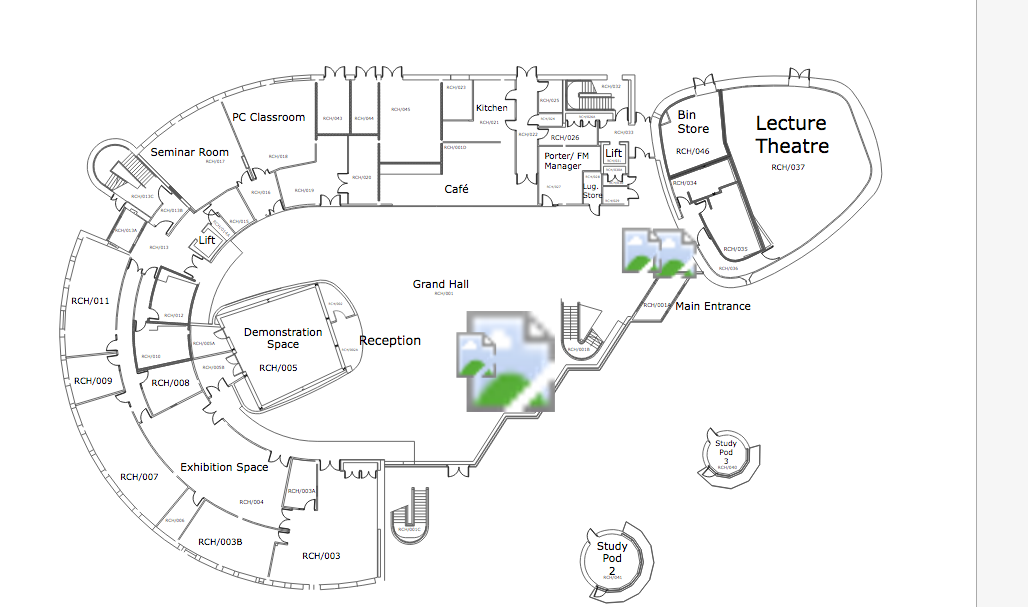 RCH/023
RCH/032
Kitchen
RCH/025
RCH/045
RCH/043
RCH/044
RCH/021
PC Classroom
Bin
Store
Lecture
Theatre
RCH/022
RCH/033
RCH/026
Seminar Room
RCH/017
RCH/018
Lift
RCH/046
Porter/ FM
Manager
RCH/037
RCH/020
RCH/034
Lug.
Store
Café
RCH/016
RCH/019
RCH/013C
RCH/013B
RCH/015
RCH/013A
Lift
RCH/013
RCH/035
RCH/036
Grand Hall
RCH/001
RCH/011
RCH/012
RCH/001A
Main Entrance
Demonstration
Space
Reception
RCH/005A
RCH/001B
RCH/010
RCH/005
RCH/005B
RCH/009
RCH/008
Study
Pod
3
RCH/040
Exhibition Space
RCH/007
RCH/003A
RCH/004
RCH/006
RCH/001C
RCH/003B
RCH/003
Study
Pod
2
RCH/041